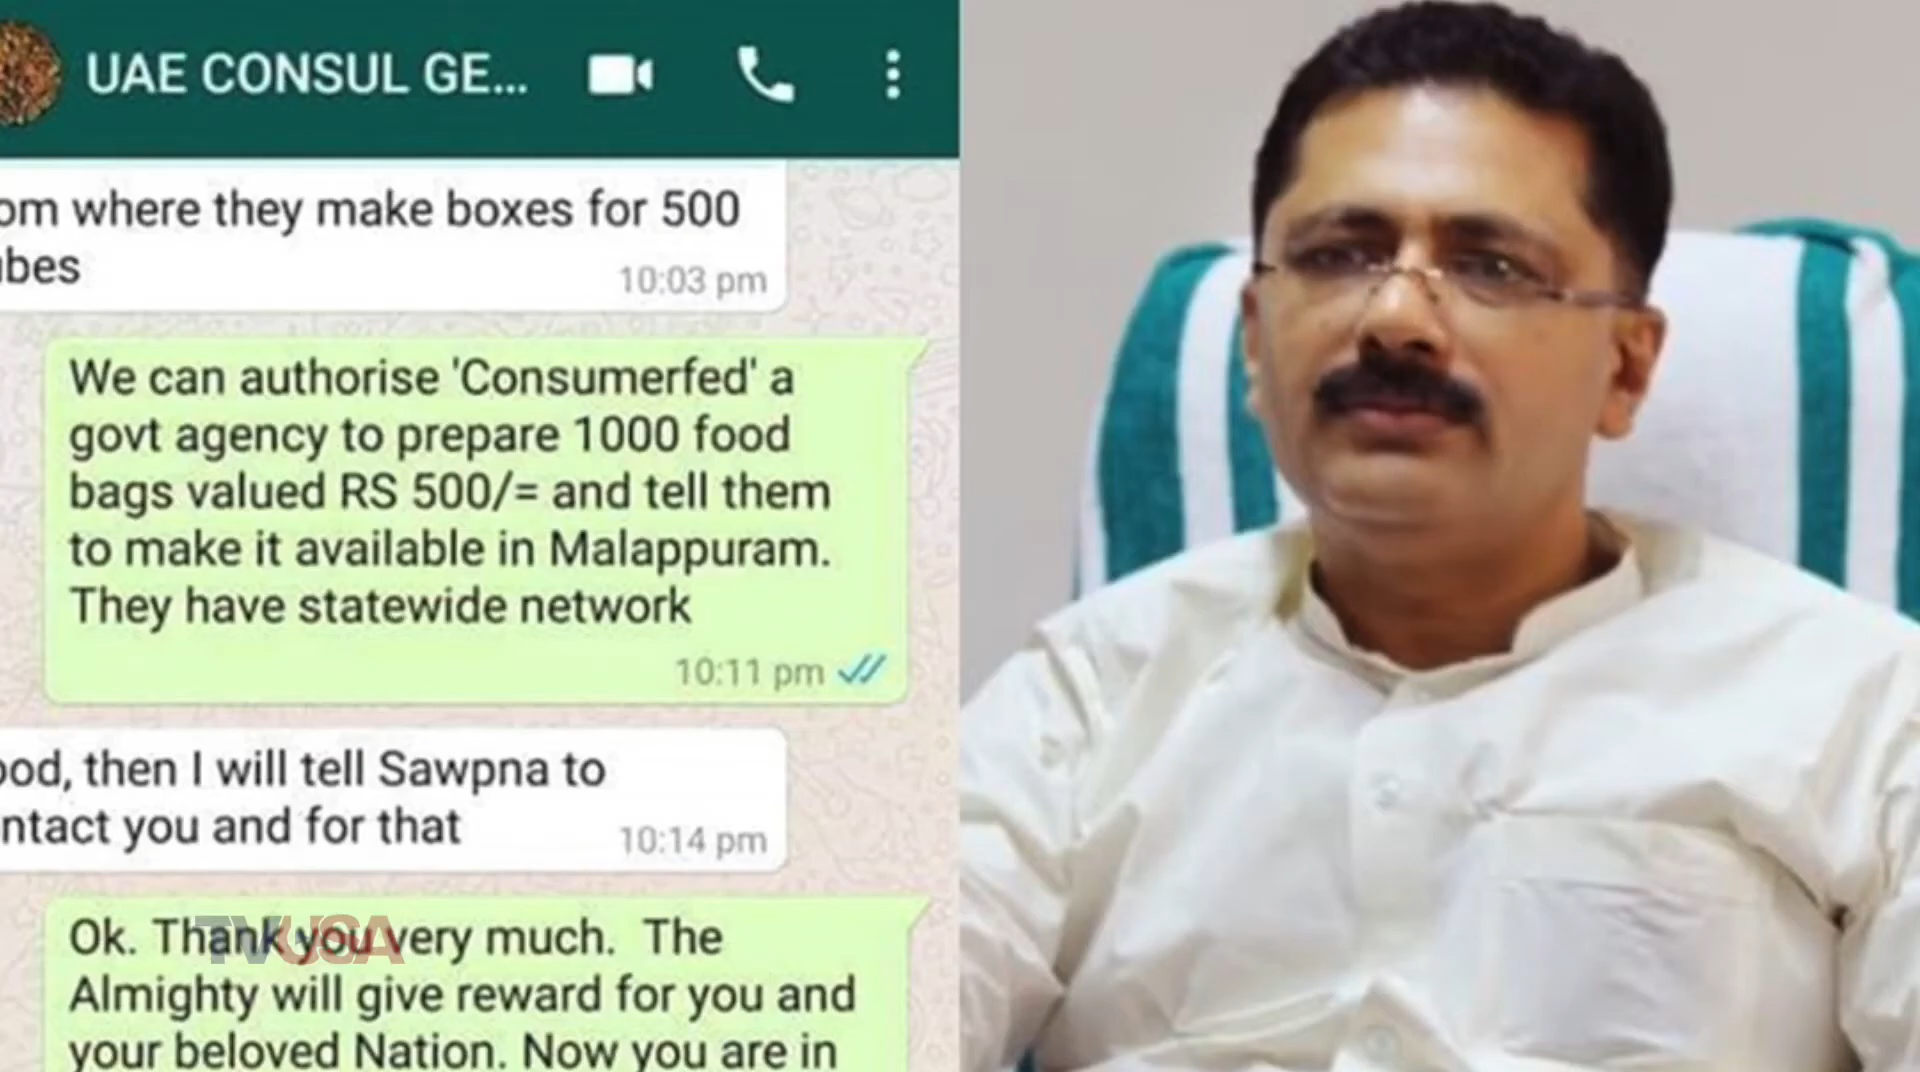 UAE CONSUL GE...
om where they make boxes for 500
bes
10:03 pm
We can authorise 'Consumerfed' a
govt agency to prepare 1000 food
bags valued RS 500/= and tell them
to make it available in Malappuram.
They have statewide network
10:11 pm
ood, then I will tell Sawpna to
ntact you and for that
10:14 pm
Ok. Thank you very much. The
Almighty will give reward for you and
your beloved Nation. Now you are in
TVUSA